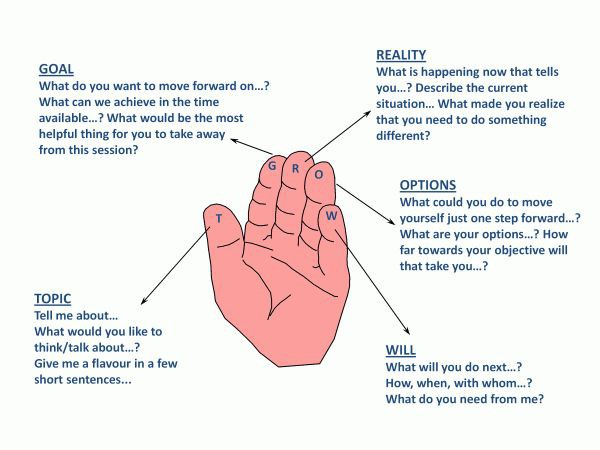 GOAL
What do you want to move forward on...?
What can we achieve in the time
available...? What would be the most
helpful thing for you to take away
from this session?
REALITY
What is happening now that tells
you...? Describe the current
situation... What made you realize
that you need to do something
different?
G
R
O
W
T
OPTIONS
What could you do to move
yourself just one step forward...?
What are your options...? How
far towards your objective will
that take you...?
TOPIC
Tell me about...
What would you like to
think/talk about...?
Give me a flavour in a few
short sentences...
WILL
What will you do next...?
How, when, with whom...?
What do you need from me?